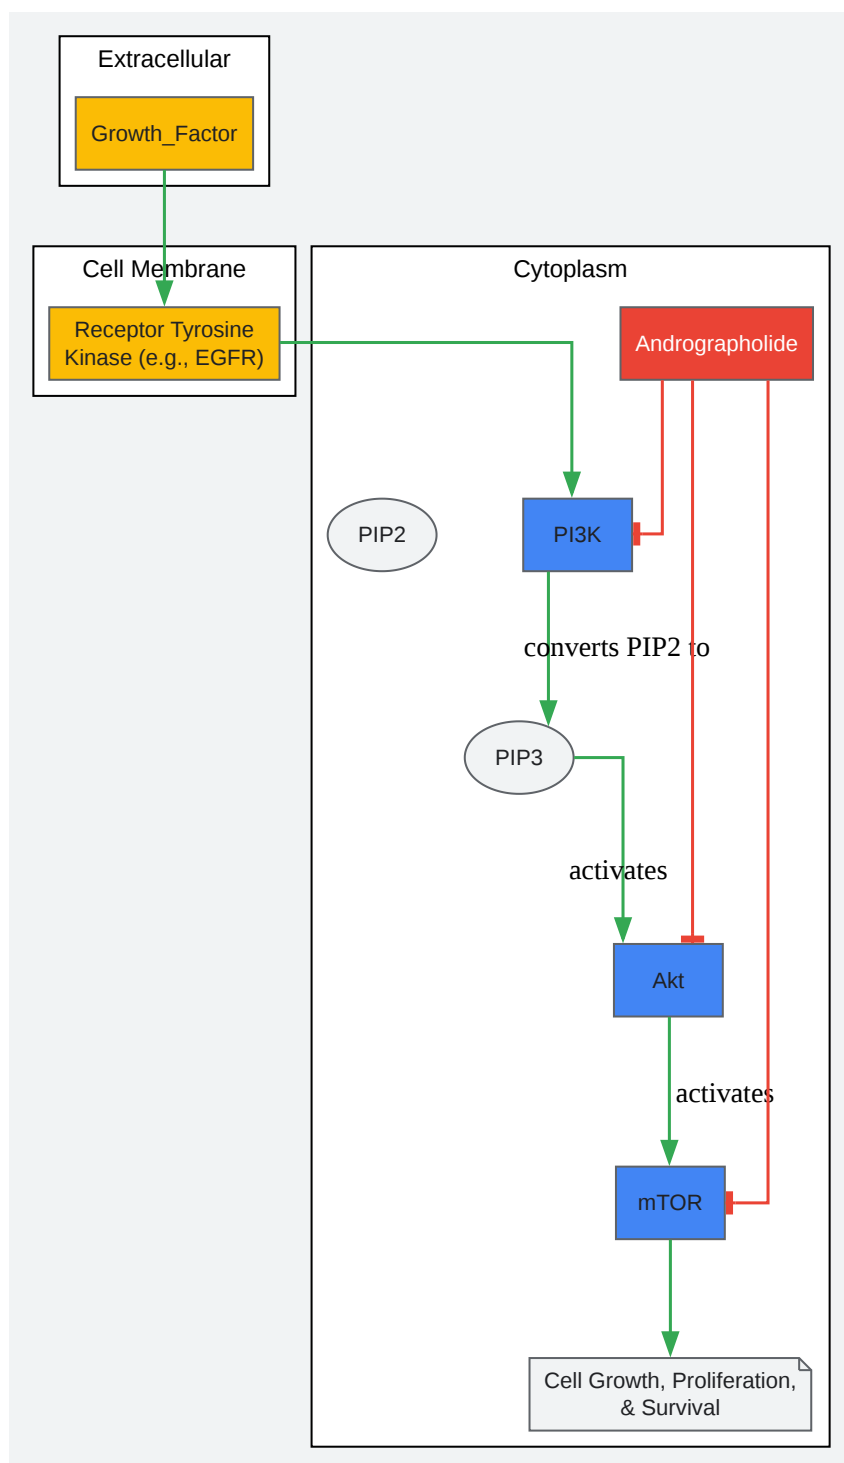 Extracellular
Growth_Factor
Cell Membrane
Receptor Tyrosine
Kinase (e.g., EGFR)
Cytoplasm
Andrographolide
PIP2
PI3K
converts PIP2 to
PIP3
activates
Akt
activates
mTOR
Cell Growth, Proliferation,
& Survival